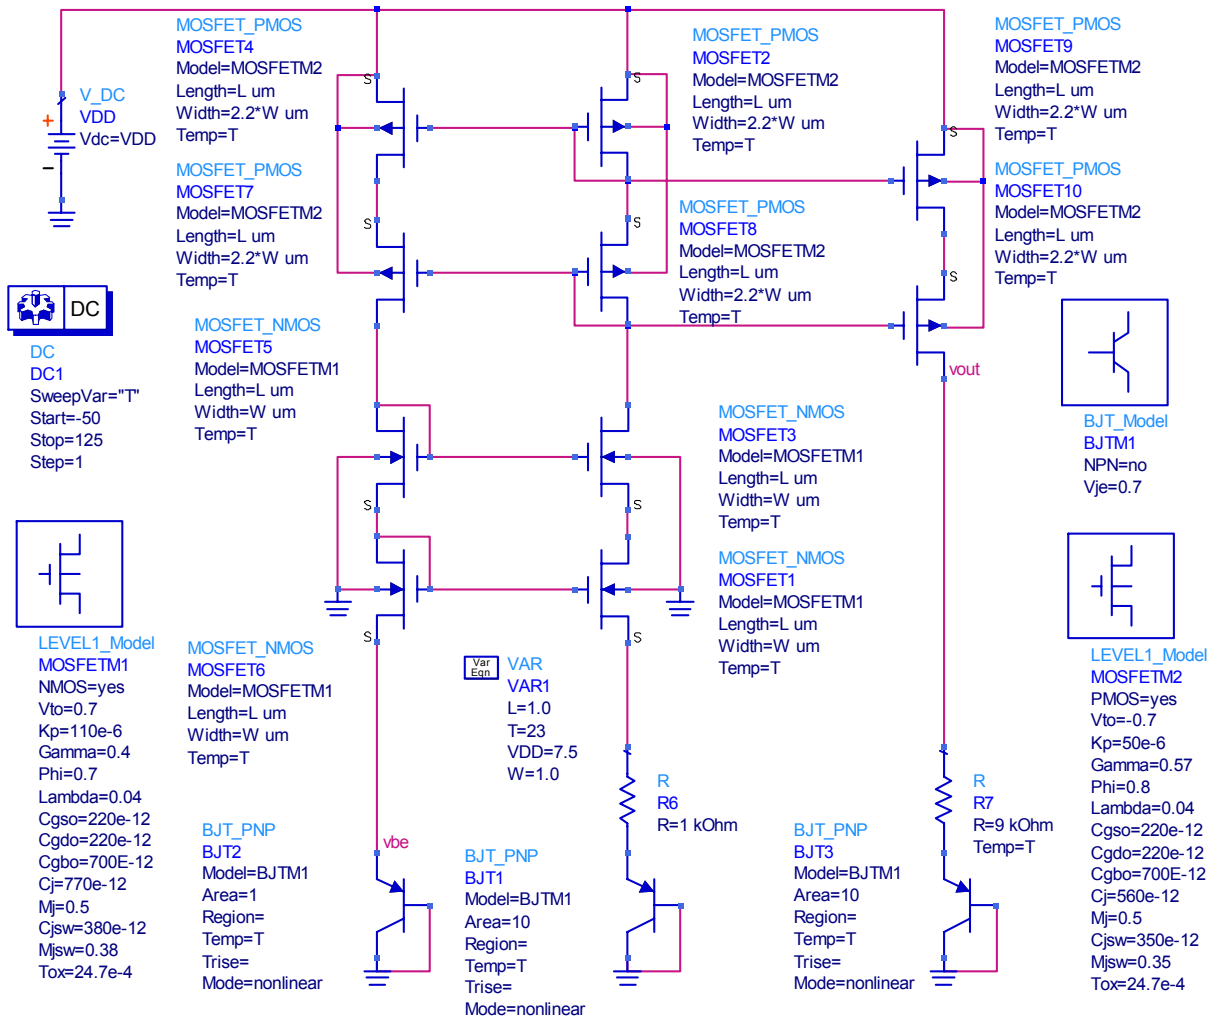 MOSFET_PMOS
MOSFET4
Model=MOSFETM2
Length=L um
Width=2.2*W um
Temp=T
MOSFET_PMOS
MOSFET2
Model=MOSFETM2
Length=L um
Width=2.2*W um
Temp=T
MOSFET_PMOS
MOSFET9
Model=MOSFETM2
Length=L um
Width=2.2*W um
Temp=T
V_DC
VDD
Vdc=VDD
+
−
S
S
S
MOSFET_PMOS
MOSFET7
Model=MOSFETM2
Length=L um
Width=2.2*W um
Temp=T
MOSFET_PMOS
MOSFET8
Model=MOSFETM2
Length=L um
Width=2.2*W um
Temp=T
MOSFET_PMOS
MOSFET10
Model=MOSFETM2
Length=L um
Width=2.2*W um
Temp=T
S
S
S
DC
DC
DC1
SweepVar="T"
Start=-50
Stop=125
Step=1
MOSFET_NMOS
MOSFET5
Model=MOSFETM1
Length=L um
Width=W um
Temp=T
vout
MOSFET_NMOS
MOSFET3
Model=MOSFETM1
Length=L um
Width=W um
Temp=T
BJT_Model
BJTM1
NPN=no
Vje=0.7
S
S
MOSFET_NMOS
MOSFET1
Model=MOSFETM1
Length=L um
Width=W um
Temp=T
S
S
LEVEL1_Model
MOSFETM1
NMOS=yes
Vto=0.7
Kp=110e-6
Gamma=0.4
Phi=0.7
Lambda=0.04
Cgso=220e-12
Cgdo=220e-12
Cgbo=700E-12
Cj=770e-12
Mj=0.5
Cjsw=380e-12
Mjsw=0.38
Tox=24.7e-4
MOSFET_NMOS
MOSFET6
Model=MOSFETM1
Length=L um
Width=W um
Temp=T
Var
Eqn
VAR
VAR1
L=1.0
T=23
VDD=7.5
W=1.0
LEVEL1_Model
MOSFETM2
PMOS=yes
Vto=-0.7
Kp=50e-6
Gamma=0.57
Phi=0.8
Lambda=0.04
Cgso=220e-12
Cgdo=220e-12
Cgbo=700E-12
Cj=560e-12
Mj=0.5
Cjsw=350e-12
Mjsw=0.35
Tox=24.7e-4
R
R6
R=1 kOhm
R
R7
R=9 kOhm
Temp=T
vbe
BJT_PNP
BJT2
Model=BJTM1
Area=1
Region=
Temp=T
Trise=
Mode=nonlinear
BJT_PNP
BJT1
Model=BJTM1
Area=10
Region=
Temp=T
Trise=
Mode=nonlinear
BJT_PNP
BJT3
Model=BJTM1
Area=10
Region=
Temp=T
Trise=
Mode=nonlinear